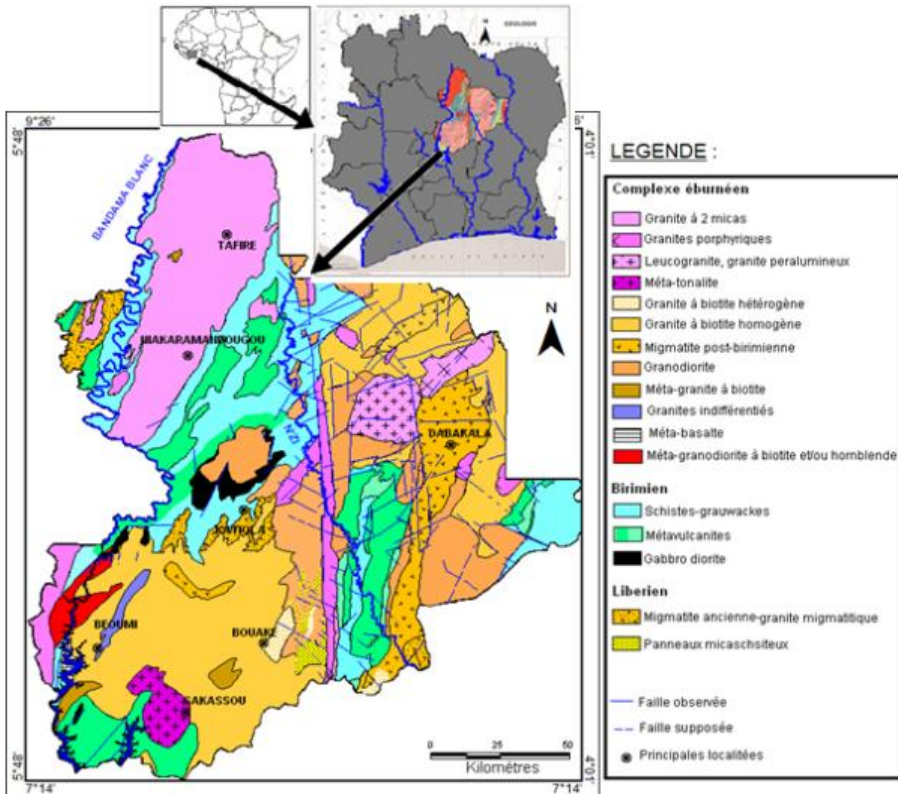 N
GEOLOGIE
9°26'
6'
5°48'
4°01'
BANDAMA BLANC
TAFIRE
N
NIAKARAMANDOUGOU
NZI
DABAKALA
KATIOLA
BEOUMI
BOUAKE
SAKASSOU
0 25 50
Kilométres
5°48'
4°01'
7°14'
7°14'
LEGENDE :
Complexe éburnéen
Granite à 2 micas
Granites porphyriques
Leucogranite, granite peralumineux
Méta-tonalite
Granite à biotite hétérogène
Granite à biotite homogène
Migmatite post-birimienne
Granodiorite
Méta-granite à biotite
Granites indifférentiés
Méta-basalte
Méta-granodiorite à biotite et/ou hornblende
Birimien
Schistes-grauwackes
Métavulcanites
Gabbro diorite
Liberien
Migmatite ancienne-granite migmatitique
Panneaux micaschsiteux
Faille observée
Faille supposée
Principales localitées